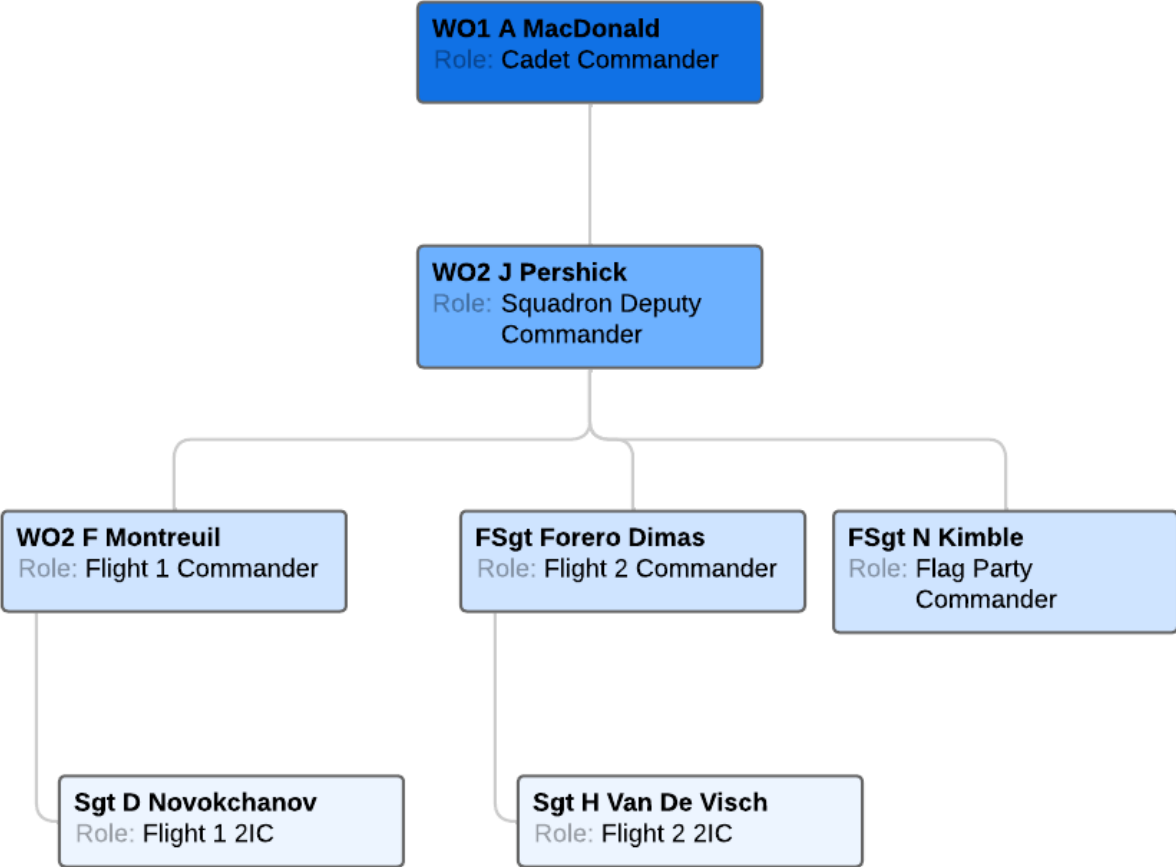 WO1 A MacDonald
Role: Cadet Commander
WO2 J Pershick
Role: Squadron Deputy
Commander
WO2 F Montreuil
Role: Flight 1 Commander
FSgt Forero Dimas
Role: Flight 2 Commander
FSgt N Kimble
Role: Flag Party
Commander
Sgt D Novokchanov
Role: Flight 1 2IC
Sgt H Van De Visch
Role: Flight 2 2IC